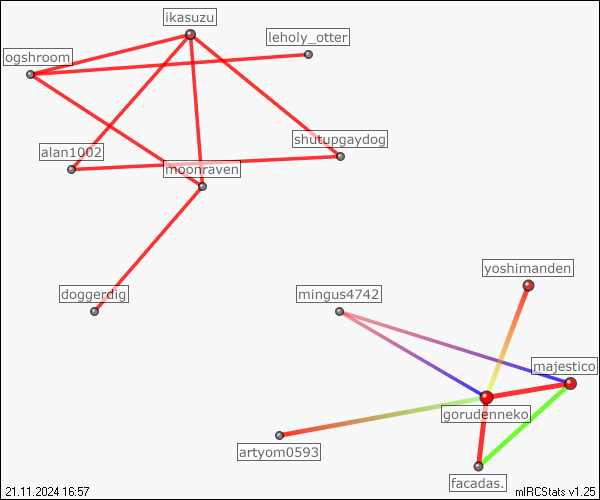 ikasuzu
leholy_otter
ogshroom
shutupgaydog
alan1002
moonraven
yoshimanden
doggerdig
mingus4742
majestico
gorudenneko
artyom0593
facadas.
21.11.2024 16:57
mIRCStats v1.25